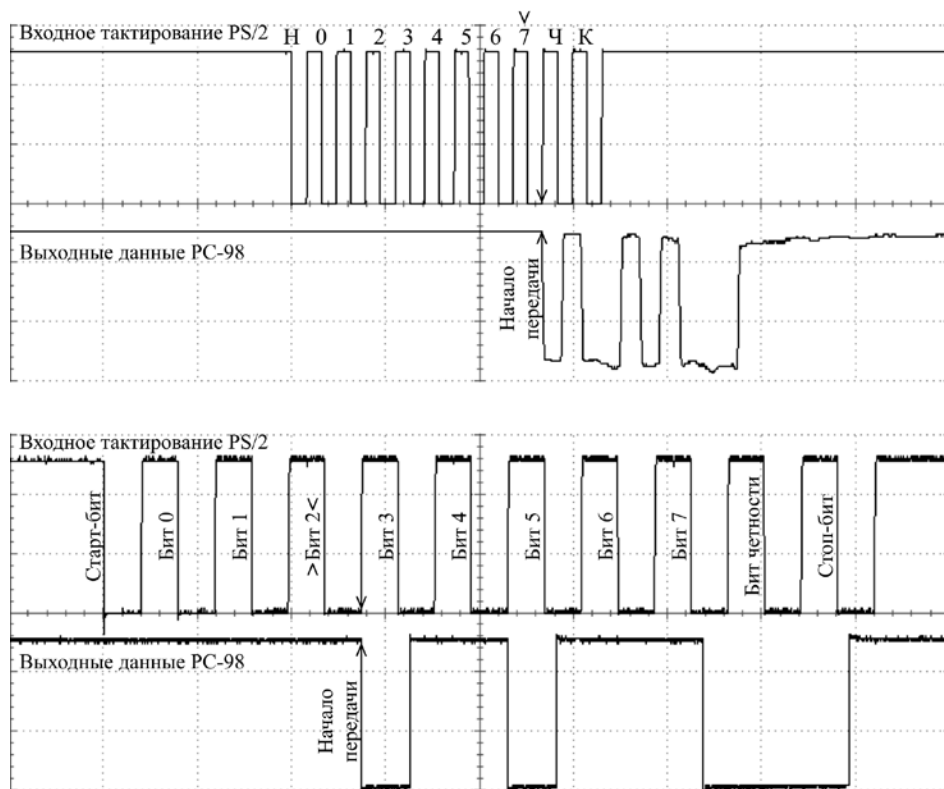 Входное тактирование PS/2
Н 0 1 2 3 4 5 6 7 Ч К
Выходные данные PC-98
Начало
передачи
Входное тактирование PS/2
Старт-бит
Бит 0
Бит 1
>Бит 2<
Бит 3
Бит 4
Бит 5
Бит 6
Бит 7
Бит четности
Стоп-бит
Выходные данные PC-98
Начало
передачи